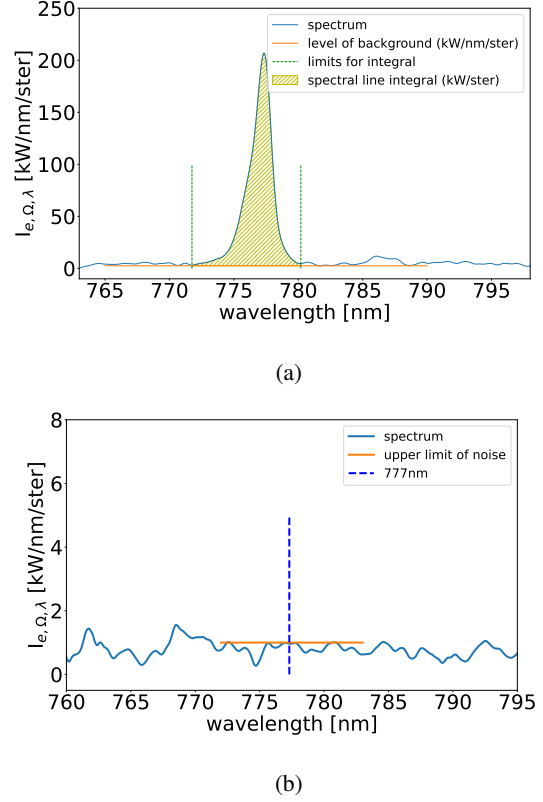 250
200
150
100
50
0
I_{e,Ω,λ} [kW/nm/ster]
spectrum
level of background (kW/nm/ster)
limits for integral
spectral line integral (kW/ster)
765 770 775 780 785 790 795
wavelength [nm]
(a)
8
6
4
2
0
I_{e,Ω,λ} [kW/nm/ster]
spectrum
upper limit of noise
777nm
760 765 770 775 780 785 790 795
wavelength [nm]
(b)